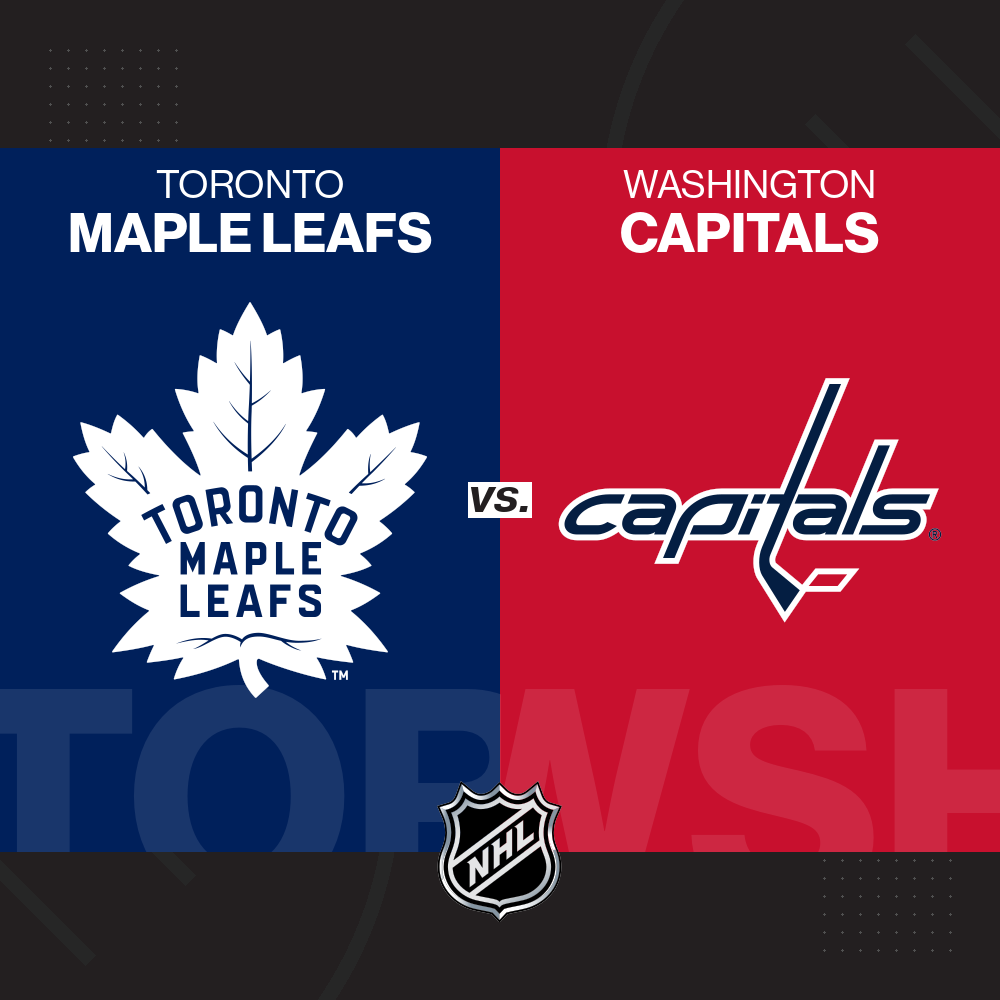 TORONTO
MAPLE LEAFS
WASHINGTON
CAPITALS
TORONTO
MAPLE
LEAFS
TM
vs.
capitals
®
TOR
WSH
NHL